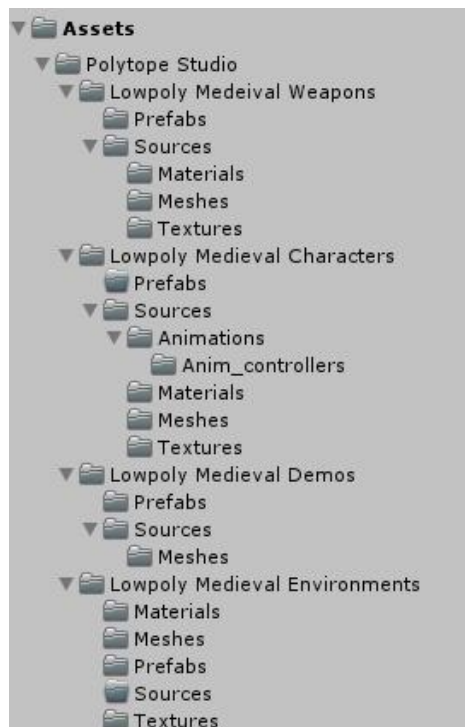 Assets
Polytope Studio
Lowpoly Medeival Weapons
Prefabs
Sources
Materials
Meshes
Textures
Lowpoly Medieval Characters
Prefabs
Sources
Animations
Anim_controllers
Materials
Meshes
Textures
Lowpoly Medieval Demos
Prefabs
Sources
Meshes
Lowpoly Medieval Environments
Materials
Meshes
Prefabs
Sources
Textures